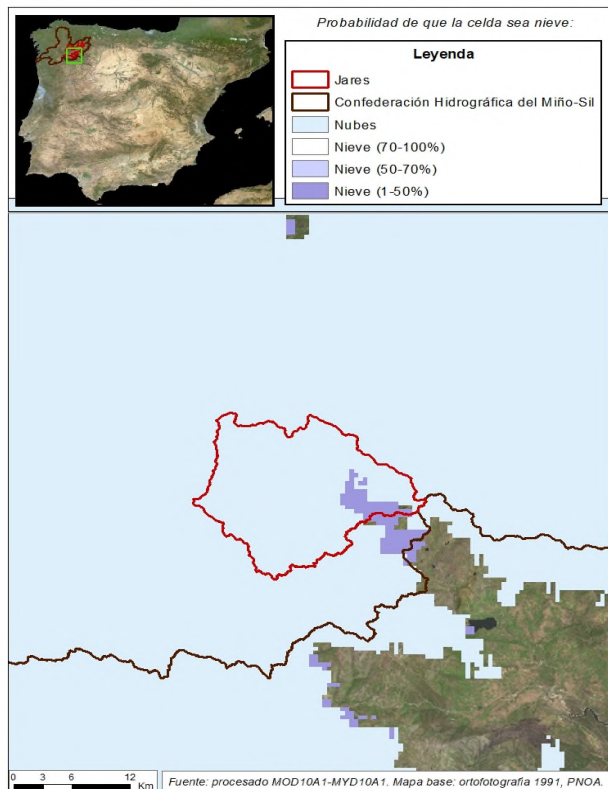 Probabilidad de que la celda sea nieve:
Leyenda
Jares
Confederación Hidrográfica del Miño-Sil
Nubes
Nieve (70-100%)
Nieve (50-70%)
Nieve (1-50%)
0 3 6 12
Km
Fuente: procesado MOD10A1-MYD10A1. Mapa base: ortofotografía 1991, PNOA.